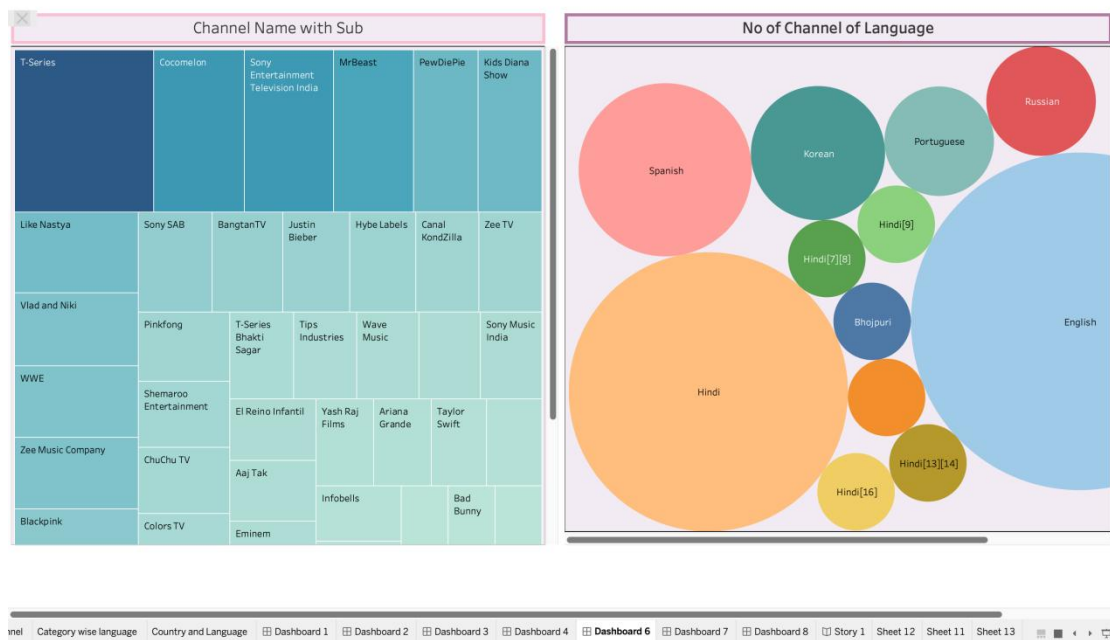 Channel Name with Sub
No of Channel of Language
T-Series
Cocomelon
Sony
Entertainment
Television India
MrBeast
PewDiePie
Kids Diana
Show
Like Nastya
Vlad and Niki
WWE
Zee Music Company
Blackpink
Sony SAB
BangtanTV
Justin
Bieber
Hybe Labels
Canal
KondZilla
Zee TV
Pinkfong
Shemaroo
Entertainment
ChuChu TV
Colors TV
T-Series
Bhakti
Sagar
Tips
Industries
Wave
Music
Sony Music
India
El Reino Infantil
Aaj Tak
Eminem
Yash Raj
Films
Ariana
Grande
Taylor
Swift
Infobells
Bad
Bunny
Spanish
Korean
Portuguese
Russian
Hindi[9]
Hindi[7][8]
Bhojpuri
English
Hindi
Hindi[13][14]
Hindi[16]
Category wise language
Country and Language
Dashboard 1
Dashboard 2
Dashboard 3
Dashboard 4
Dashboard 6
Dashboard 7
Dashboard 8
Story 1
Sheet 12
Sheet 11
Sheet 13